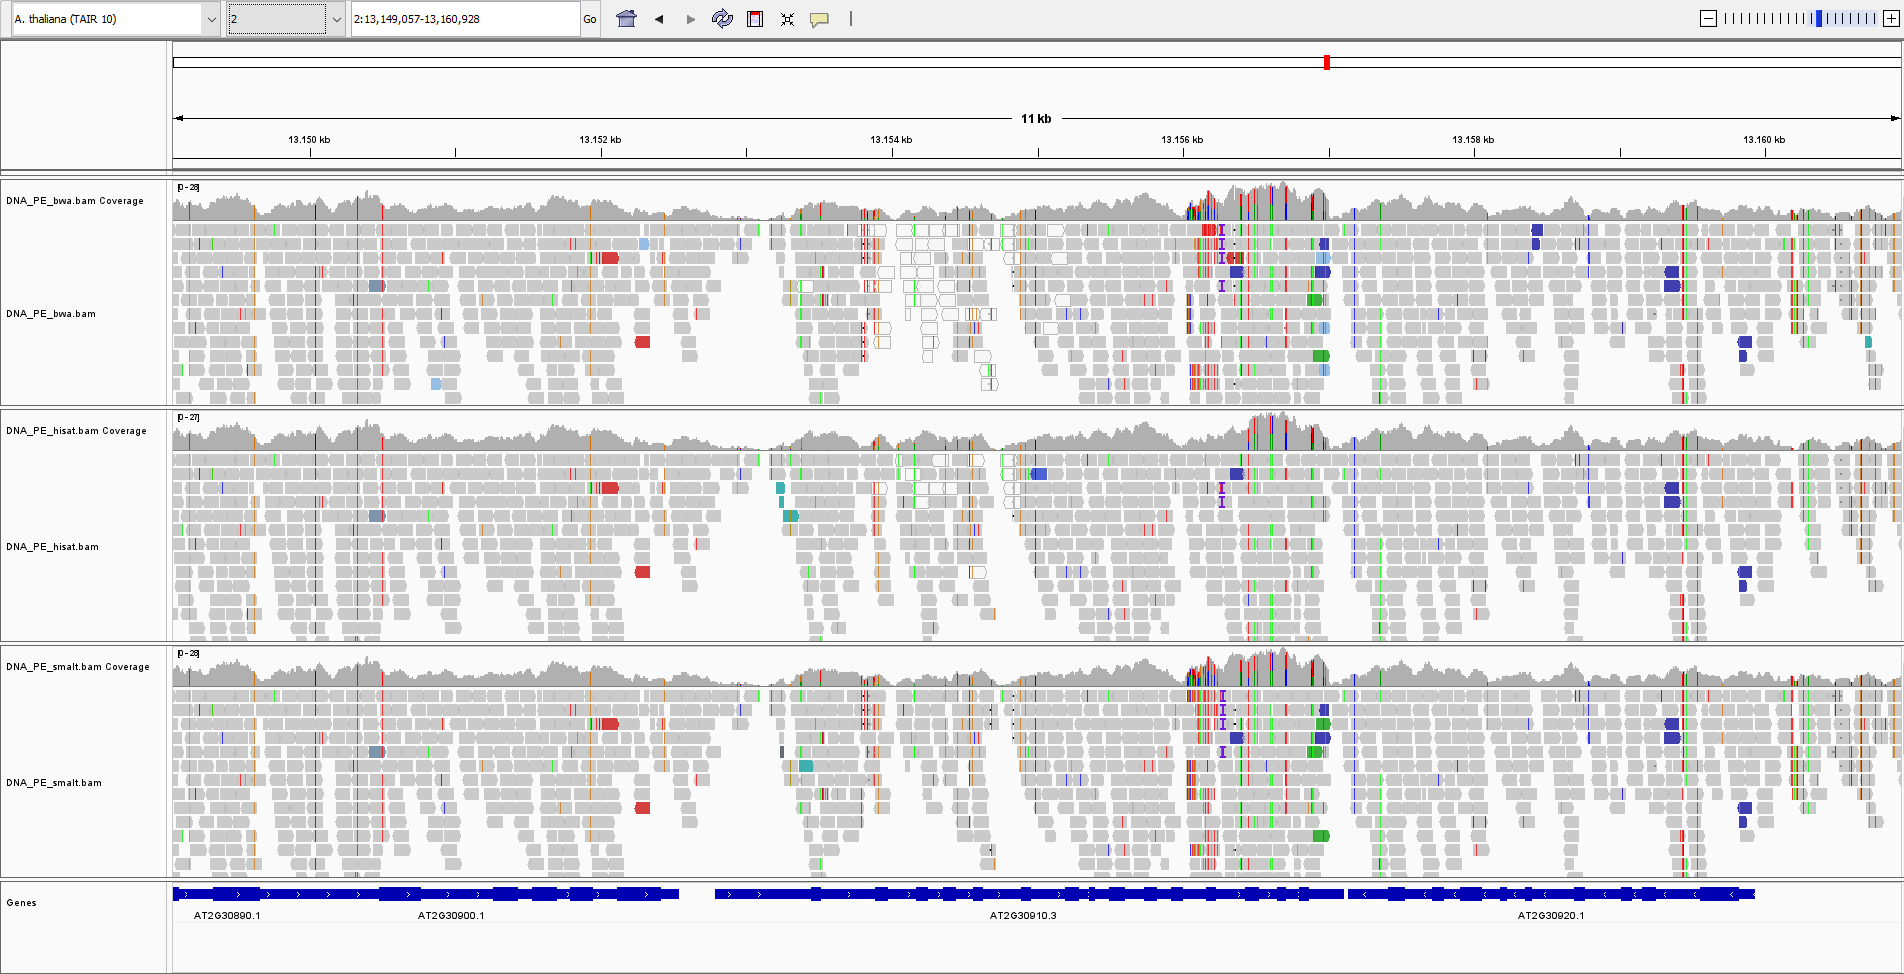 A. thaliana (TAIR 10) 2 2:13,149,057-13,160,928 Go
11 kb
13.150 kb 13.152 kb 13.154 kb 13.156 kb 13.158 kb 13.160 kb
[0 - 28]
DNA_PE_bwa.bam Coverage
DNA_PE_bwa.bam
[0 - 27]
DNA_PE_hisat.bam Coverage
DNA_PE_hisat.bam
[0 - 28]
DNA_PE_smalt.bam Coverage
DNA_PE_smalt.bam
Genes
AT2G30890.1 AT2G30900.1 AT2G30910.3 AT2G30920.1